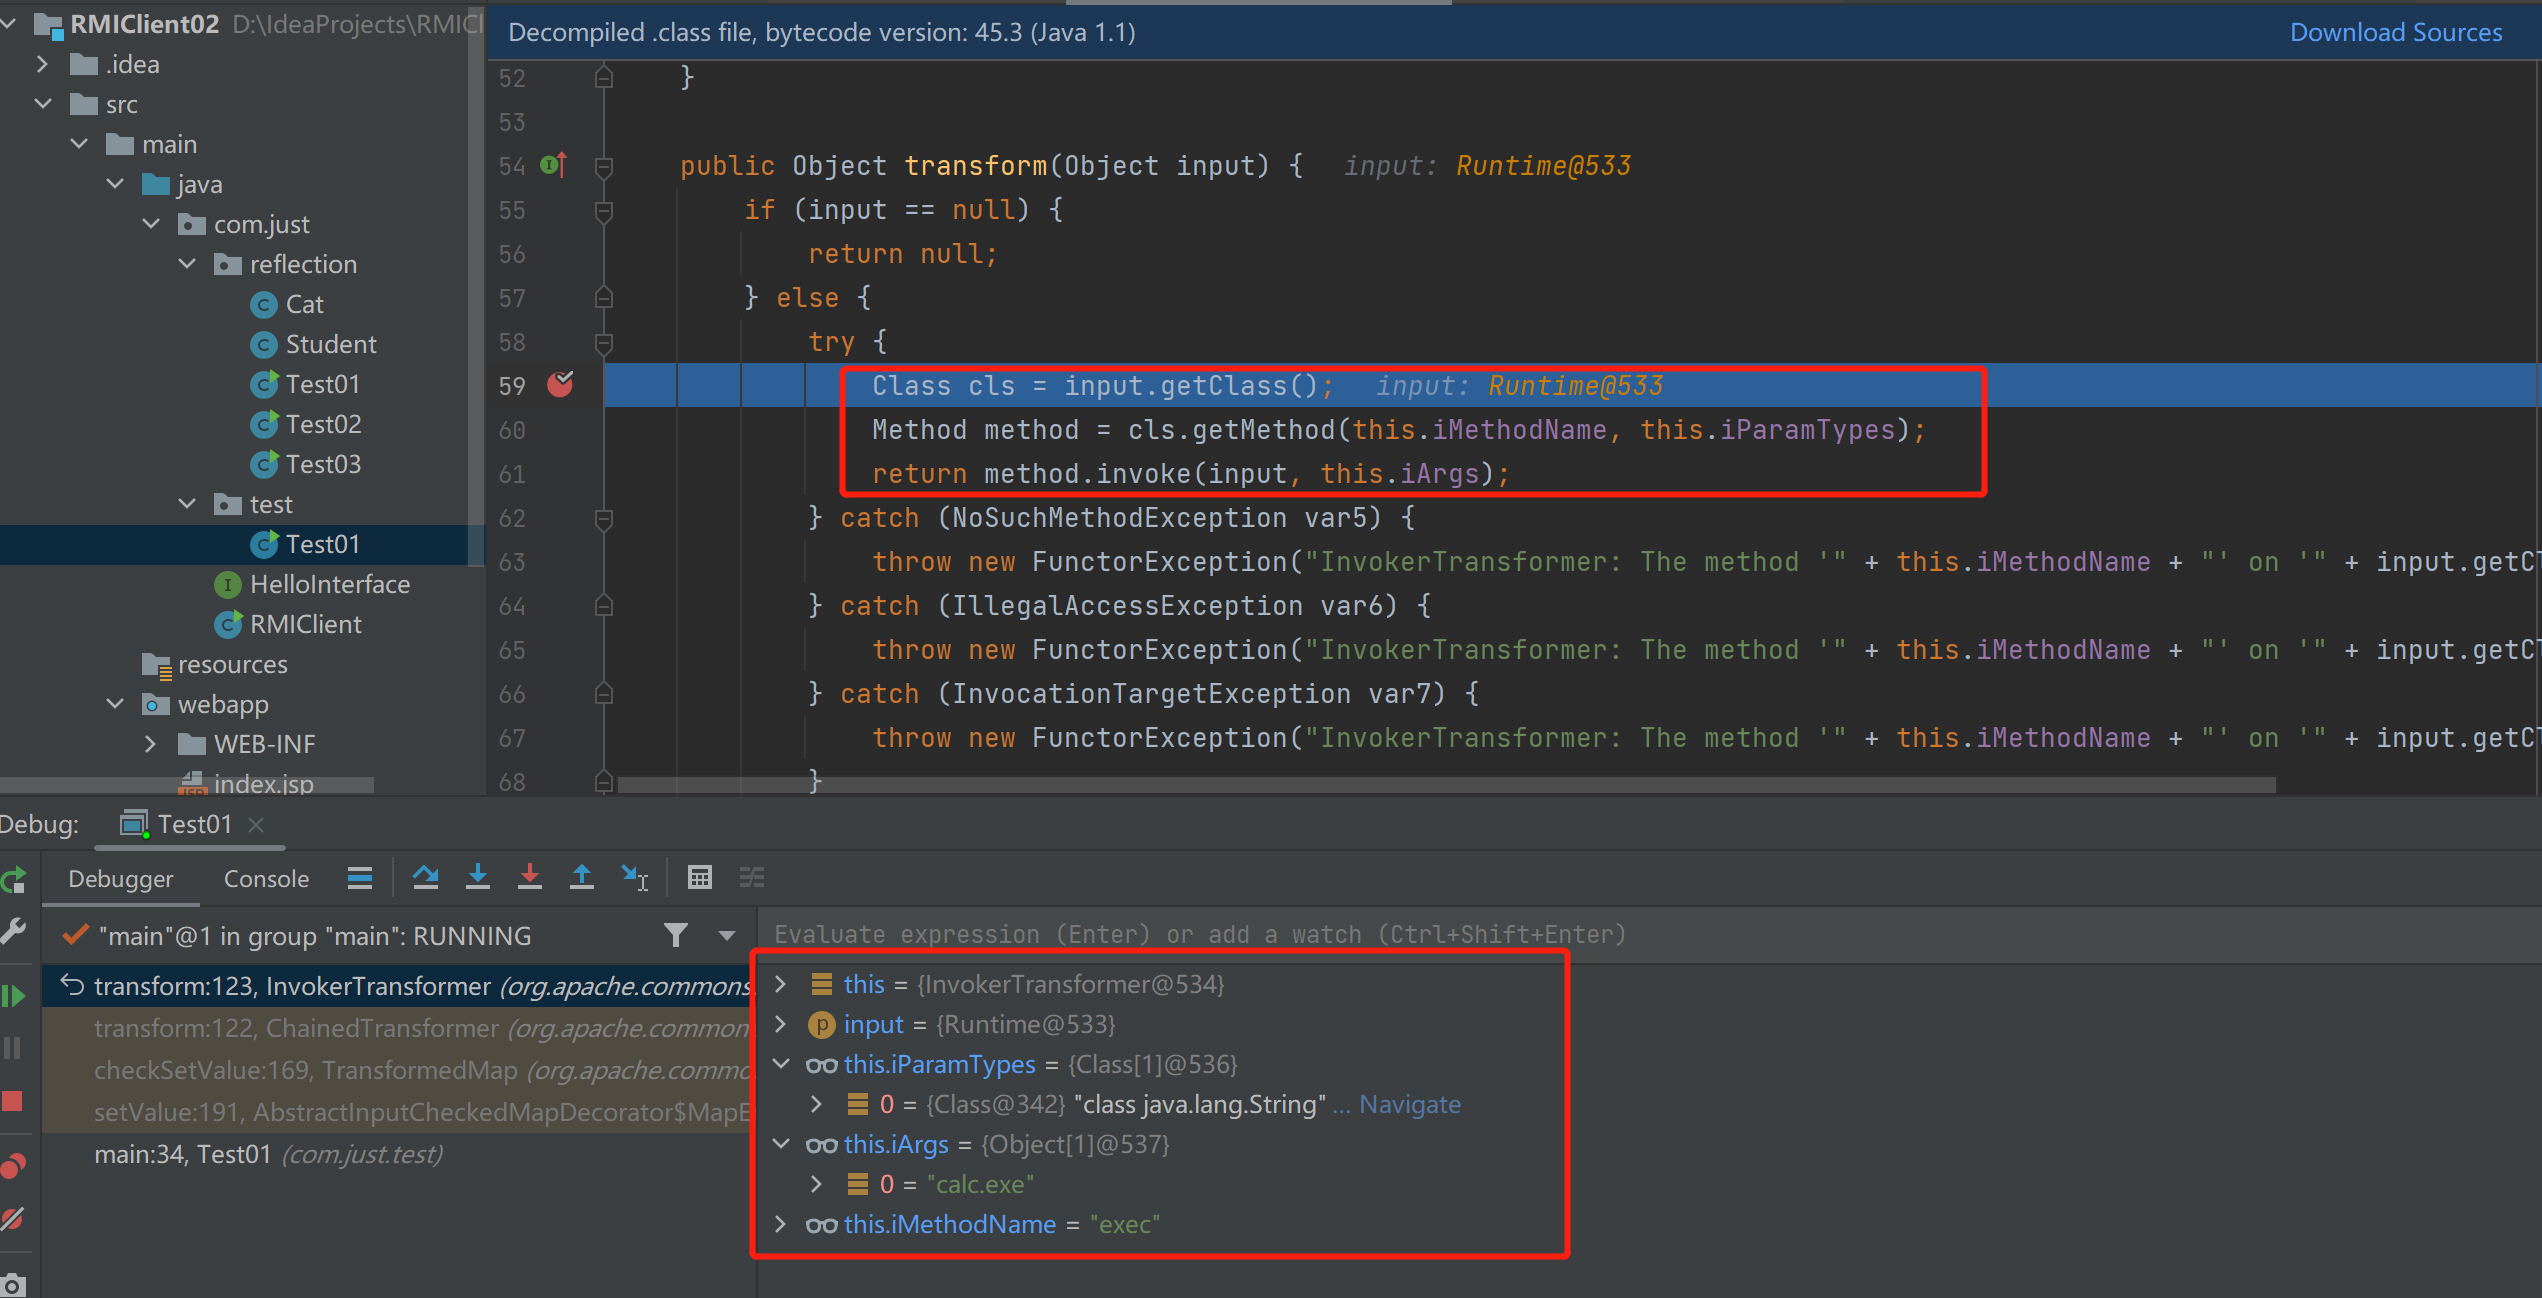 RMIClient02 D:\IdeaProjects\RMICl
.idea
src
main
java
com.just
reflection
Cat
Student
Test01
Test02
Test03
test
Test01
HelloInterface
RMIClient
resources
webapp
WEB-INF
index.jsp
Decompiled .class file, bytecode version: 45.3 (Java 1.1) Download Sources
52 }
53
54 public Object transform(Object input) { input: Runtime@533
55 if (input == null) {
56 return null;
57 } else {
58 try {
59 Class cls = input.getClass(); input: Runtime@533
60 Method method = cls.getMethod(this.iMethodName, this.iParamTypes);
61 return method.invoke(input, this.iArgs);
62 } catch (NoSuchMethodException var5) {
63 throw new FunctorException("InvokerTransformer: The method '" + this.iMethodName + "' on '" + input.getCl
64 } catch (IllegalAccessException var6) {
65 throw new FunctorException("InvokerTransformer: The method '" + this.iMethodName + "' on '" + input.getCl
66 } catch (InvocationTargetException var7) {
67 throw new FunctorException("InvokerTransformer: The method '" + this.iMethodName + "' on '" + input.getCl
68 }
Debug: Test01
Debugger Console
"main"@1 in group "main": RUNNING
transform:123, InvokerTransformer (org.apache.commons.
transform:122, ChainedTransformer (org.apache.common
checkSetValue:169, TransformedMap (org.apache.commo
setValue:191, AbstractInputCheckedMapDecorator$MapE
main:34, Test01 (com.just.test)
Evaluate expression (Enter) or add a watch (Ctrl+Shift+Enter)
this = {InvokerTransformer@534}
input = {Runtime@533}
this.iParamTypes = {Class[1]@536}
0 = {Class@342} "class java.lang.String" ... Navigate
this.iArgs = {Object[1]@537}
0 = "calc.exe"
this.iMethodName = "exec"